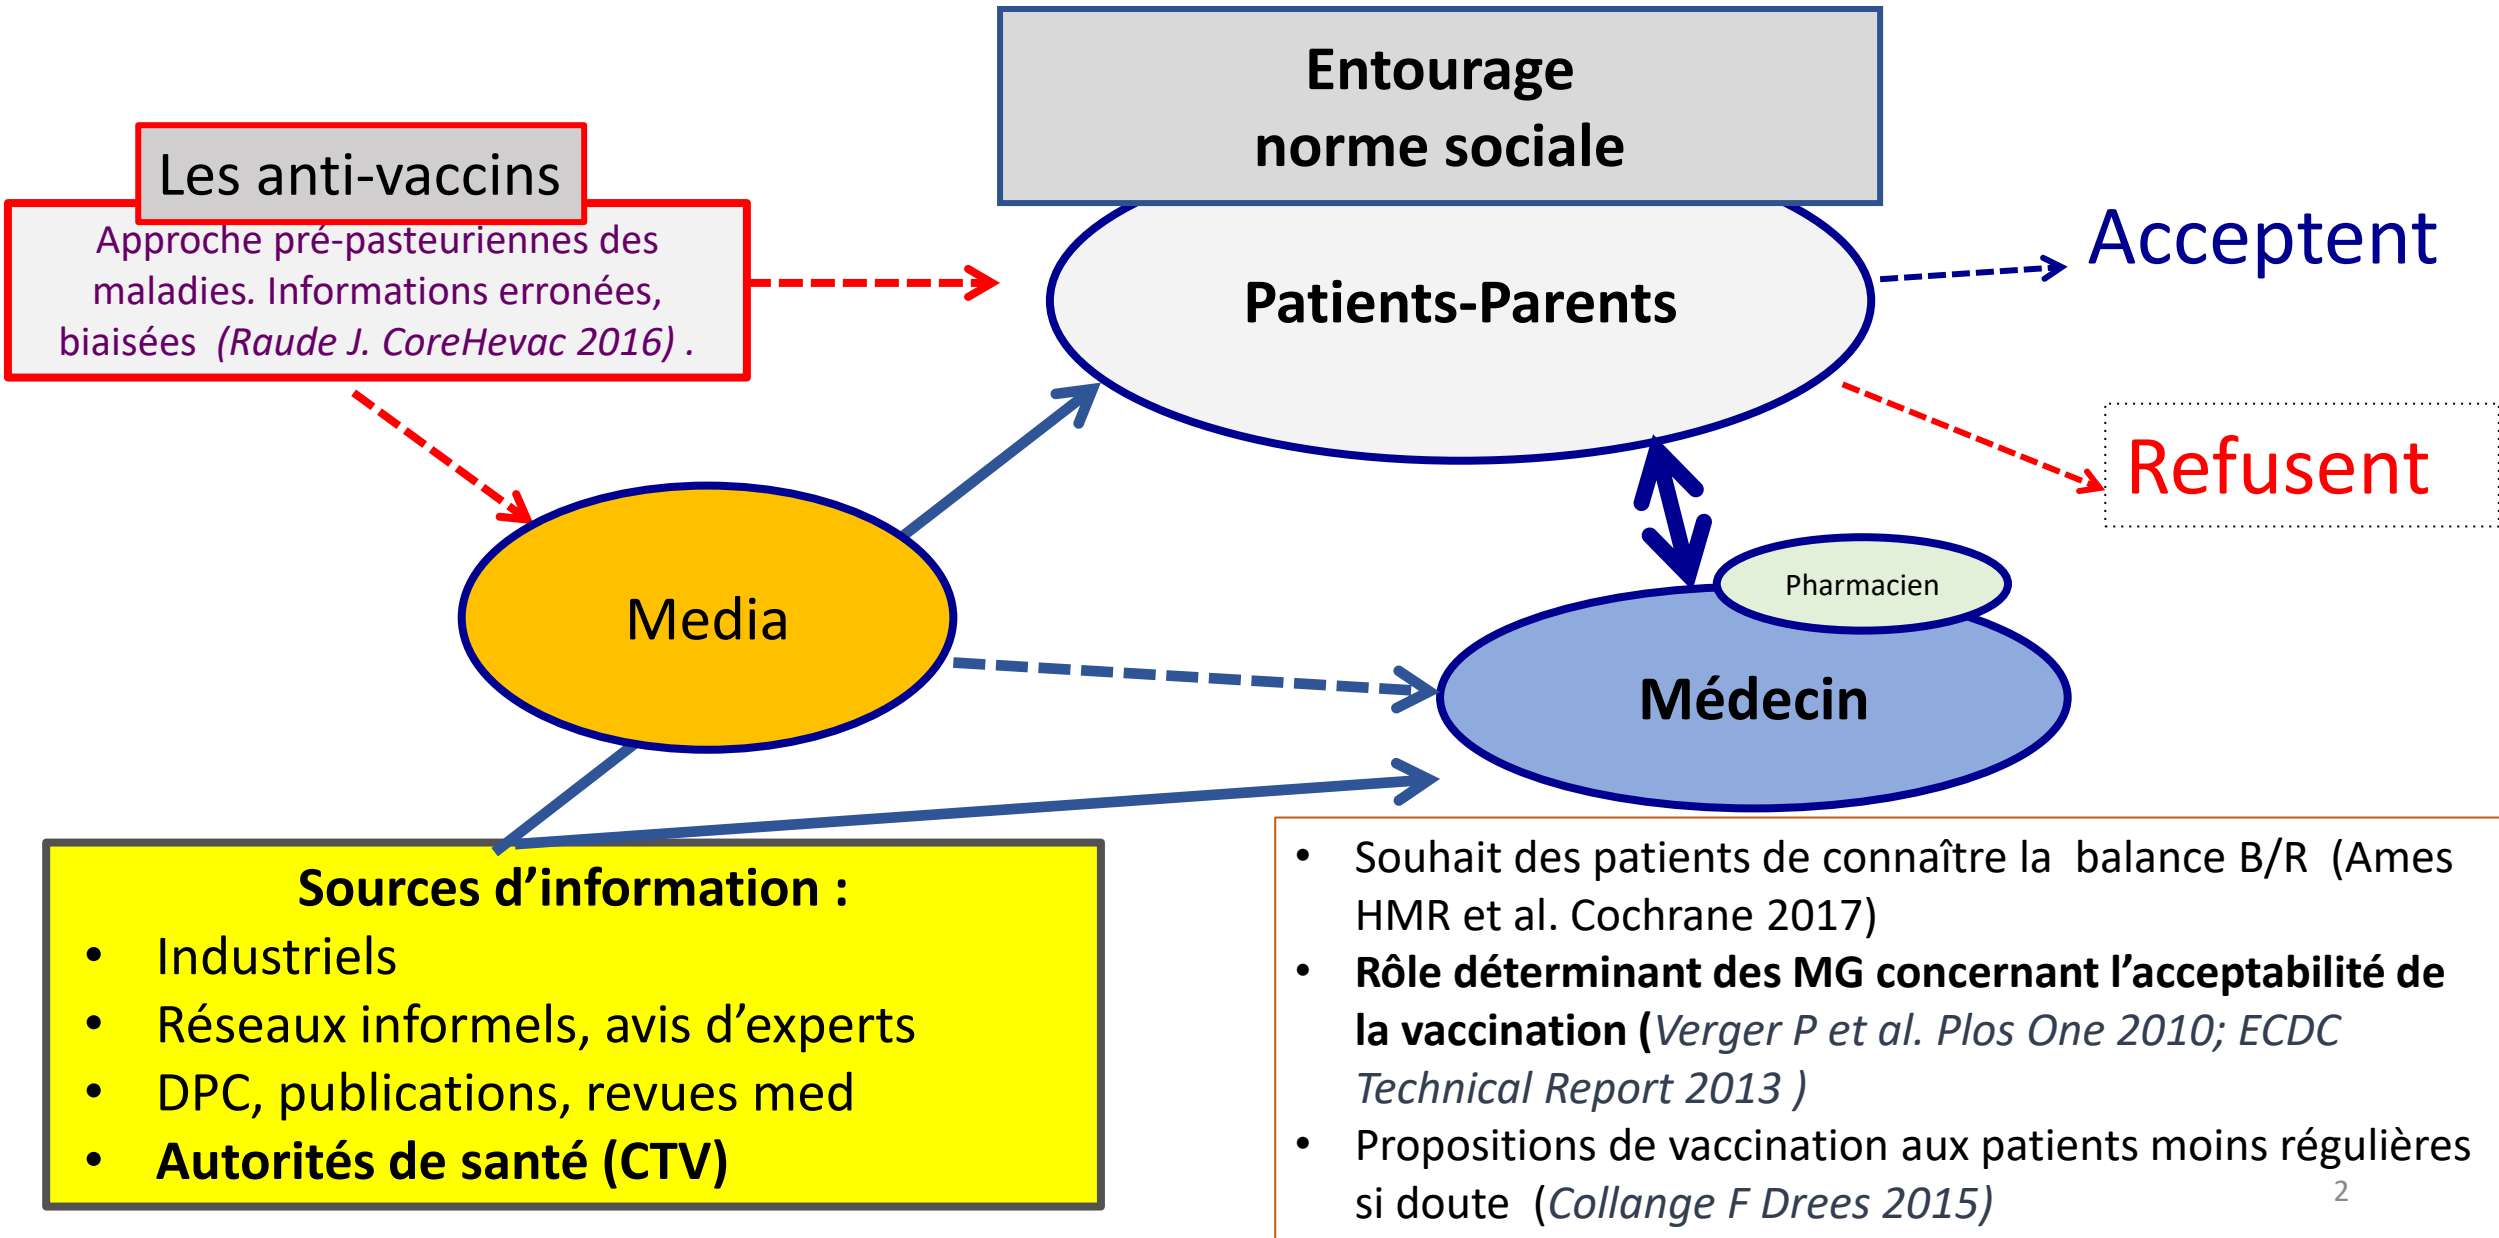 Entourage
norme sociale
Les anti-vaccins
Approche pré-pasteuriennes des
maladies. Informations erronées,
biaisées (Raude J. CoreHevac 2016) .
Patients-Parents
Acceptent
Refusent
Media
Pharmacien
Médecin
Sources d’information :
• Industriels
• Réseaux informels, avis d’experts
• DPC, publications, revues med
• Autorités de santé (CTV)
• Souhait des patients de connaître la balance B/R (Ames
HMR et al. Cochrane 2017)
• Rôle déterminant des MG concernant l’acceptabilité de
la vaccination (Verger P et al. Plos One 2010; ECDC
Technical Report 2013 )
• Propositions de vaccination aux patients moins régulières
si doute (Collange F Drees 2015)
2